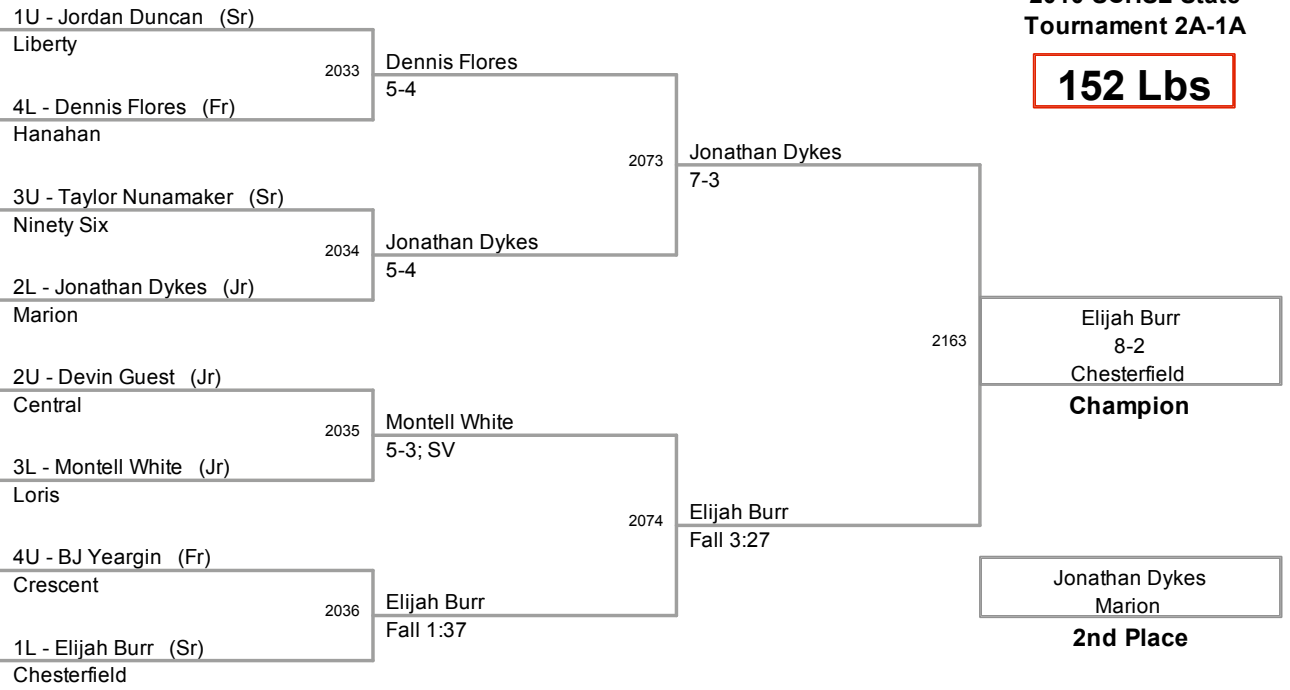 Tournament 2A-1A
152 Lbs
1U - Jordan Duncan (Sr)
Liberty
2033
Dennis Flores
5-4
4L - Dennis Flores (Fr)
Hanahan
2073
Jonathan Dykes
7-3
3U - Taylor Nunamaker (Sr)
Ninety Six
2034
Jonathan Dykes
5-4
2L - Jonathan Dykes (Jr)
Marion
2163
Elijah Burr
8-2
Chesterfield
Champion
2U - Devin Guest (Jr)
Central
2035
Montell White
5-3; SV
3L - Montell White (Jr)
Loris
2074
Elijah Burr
Fall 3:27
4U - BJ Yeargin (Fr)
Crescent
2036
Elijah Burr
Fall 1:37
1L - Elijah Burr (Sr)
Chesterfield
Jonathan Dykes
Marion
2nd Place